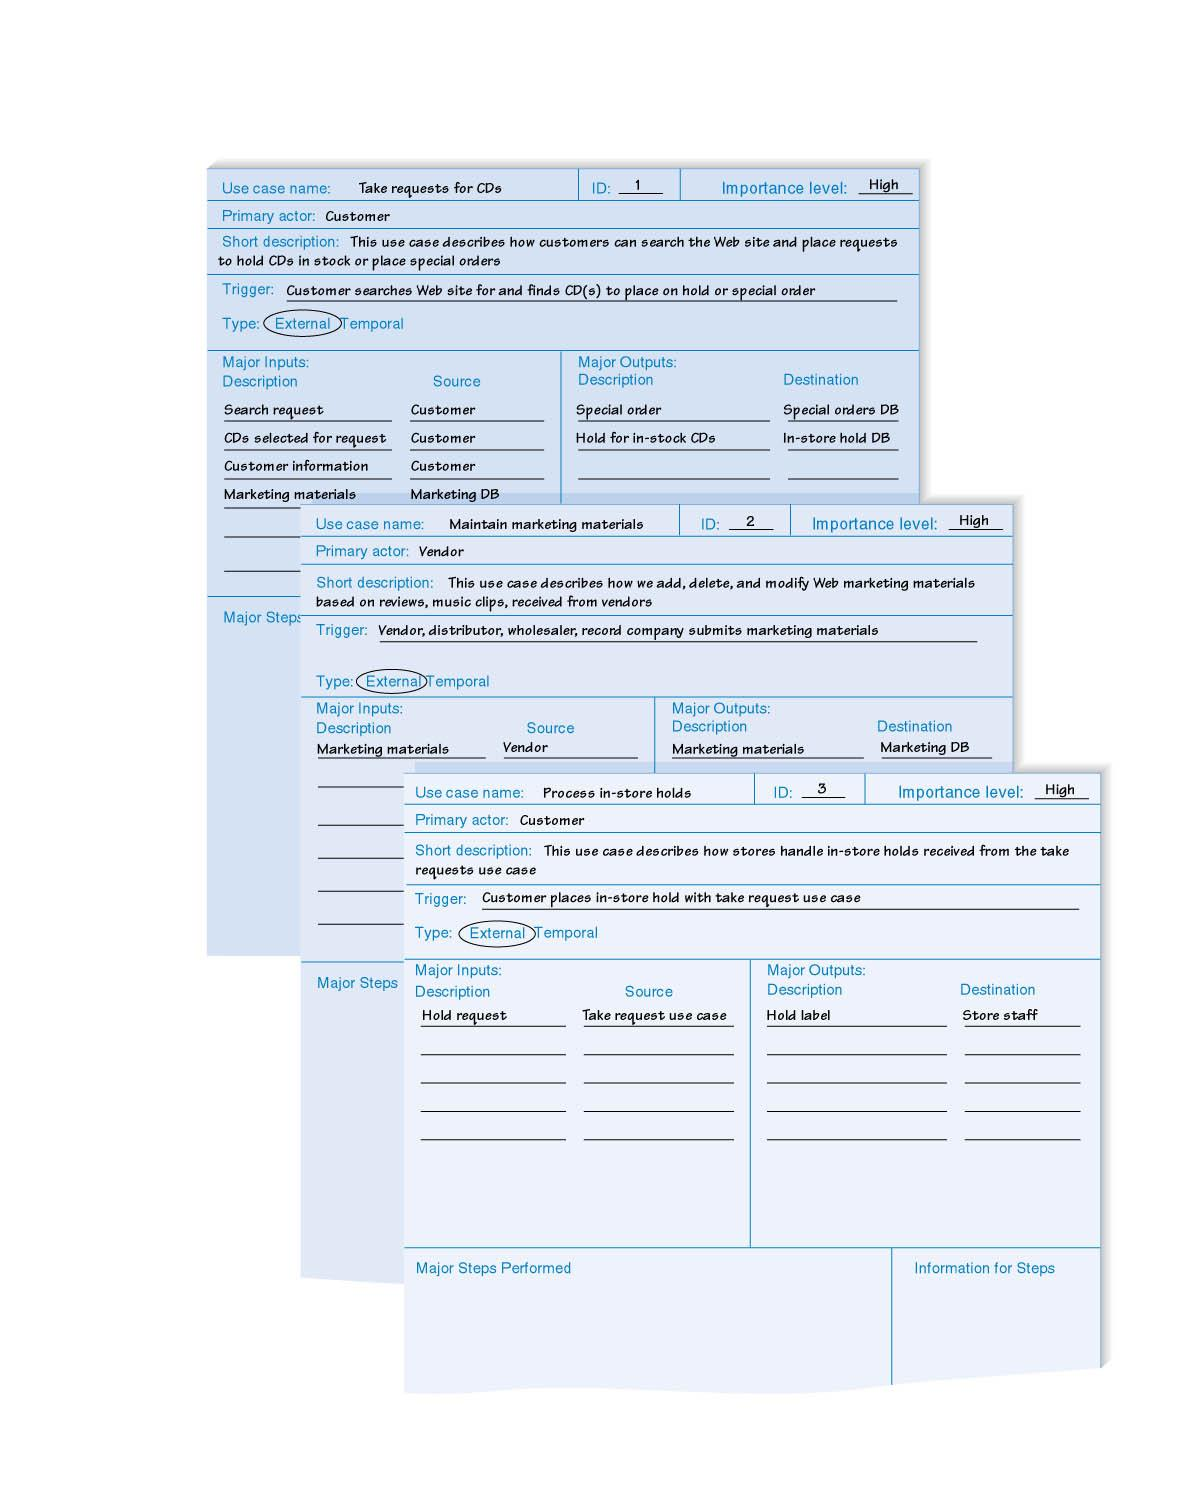 Use case name: Take requests for CDs ID: 1 Importance level: High
Primary actor: Customer
Short description: This use case describes how customers can search the Web site and place requests
to hold CDs in stock or place special orders
Trigger: Customer searches Web site for and finds CD(s) to place on hold or special order
Type: External Temporal
Major Inputs: Major Outputs:
Description Source Description Destination
Search request Customer Special order Special orders DB
CDs selected for request Customer Hold for in-stock CDs In-store hold DB
Customer information Customer
Marketing materials Marketing DB
Major Steps
Use case name: Maintain marketing materials ID: 2 Importance level: High
Primary actor: Vendor
Short description: This use case describes how we add, delete, and modify Web marketing materials
based on reviews, music clips, received from vendors
Trigger: Vendor, distributor, wholesaler, record company submits marketing materials
Type: External Temporal
Major Inputs: Major Outputs:
Description Source Description Destination
Marketing materials Vendor Marketing materials Marketing DB
Major Steps
Use case name: Process in-store holds ID: 3 Importance level: High
Primary actor: Customer
Short description: This use case describes how stores handle in-store holds received from the take
requests use case
Trigger: Customer places in-store hold with take request use case
Type: External Temporal
Major Inputs: Major Outputs:
Description Source Description Destination
Hold request Take request use case Hold label Store staff
Major Steps Performed Information for Steps